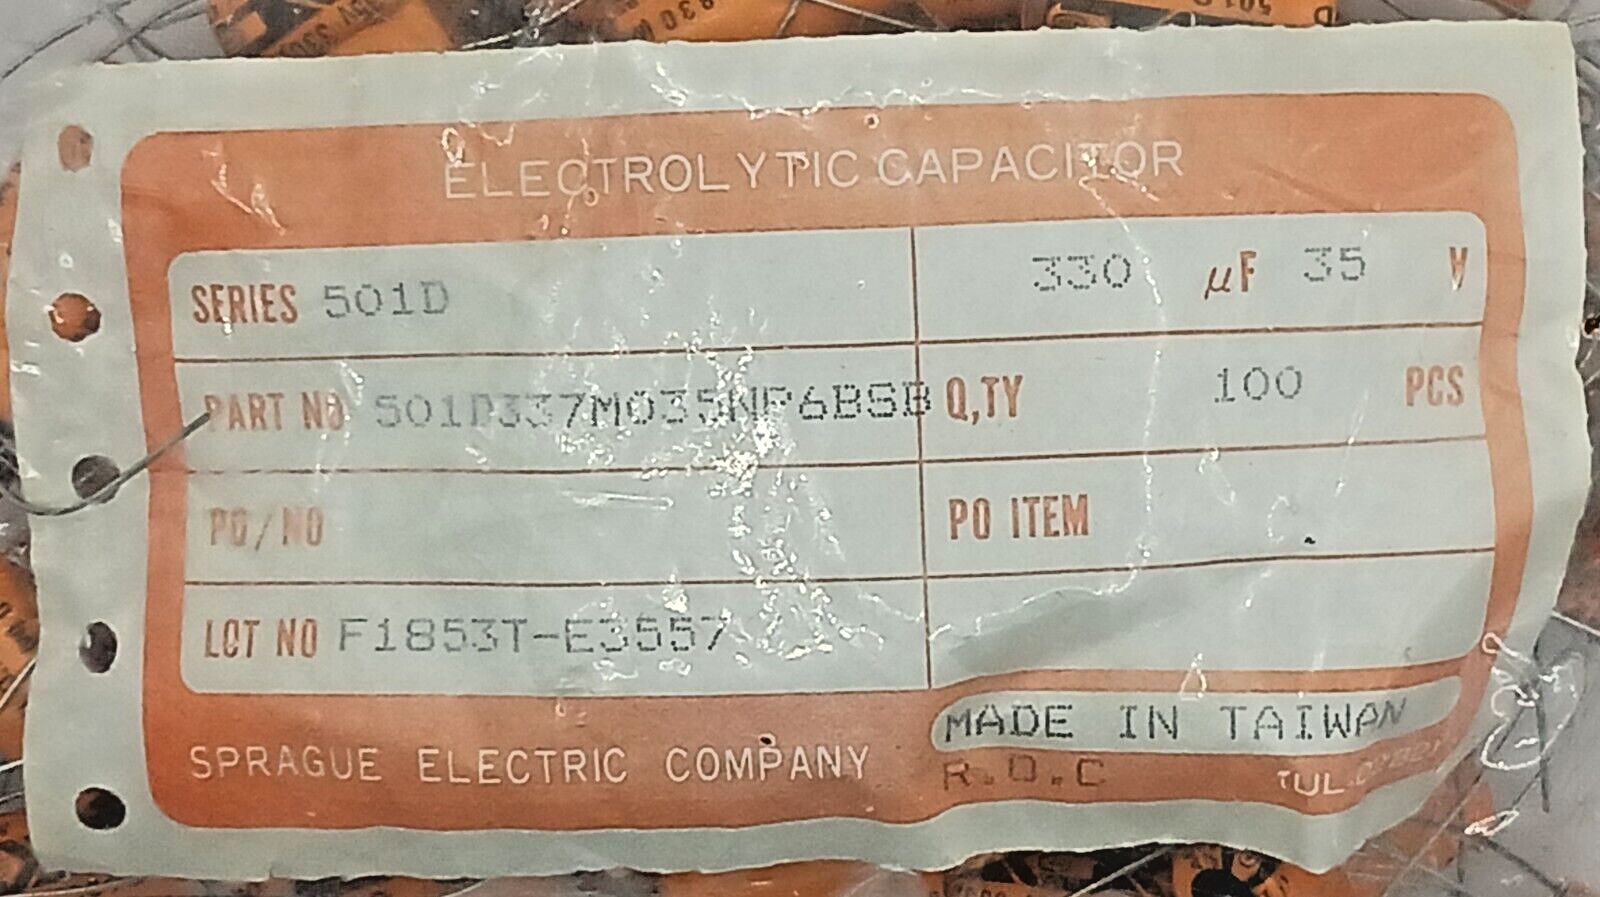 ELECTROLYTIC CAPACITOR
SERIES 501D 330 µF 35 V
PART NO 501D337M035NP6BSB Q,TY 100 PCS
PO/NO PO ITEM
LOT NO F1853T-E3557
MADE IN TAIWAN
SPRAGUE ELECTRIC COMPANY R.O.C